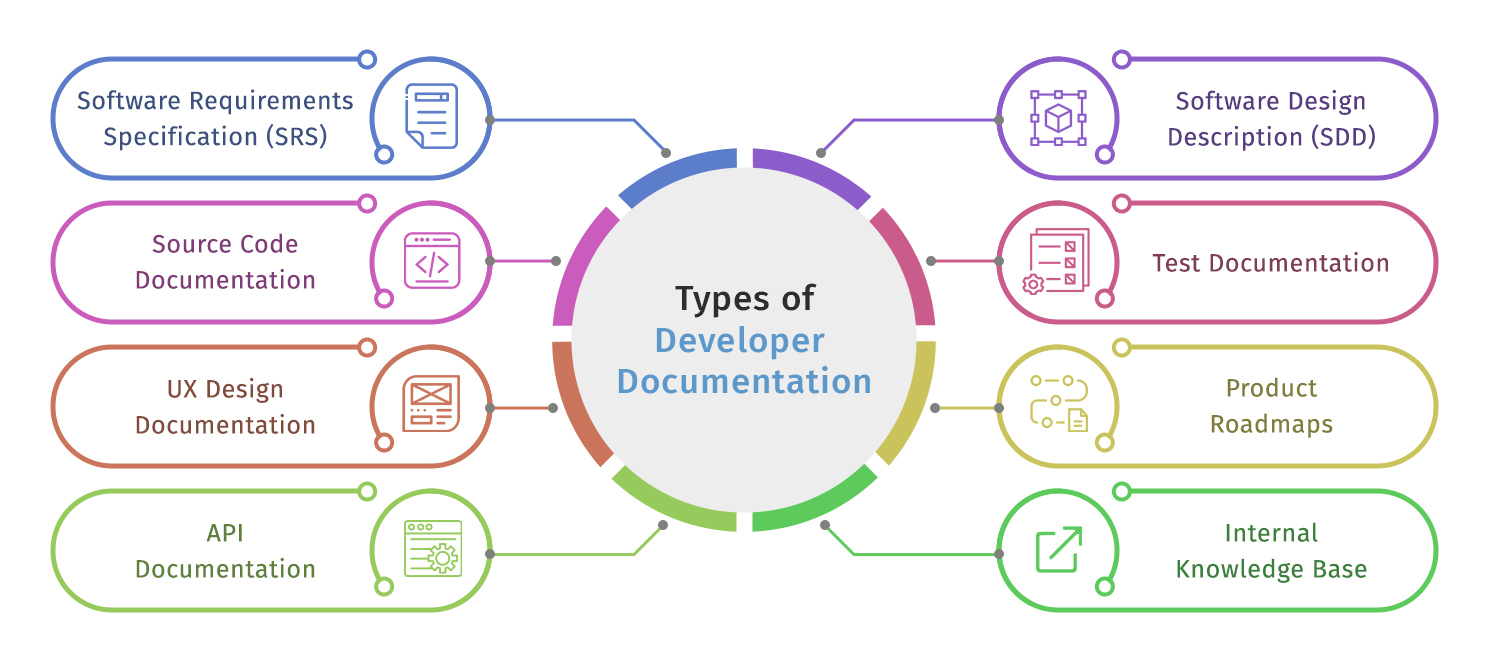 Software Requirements
Specification (SRS)
Source Code
Documentation
UX Design
Documentation
API
Documentation
Types of
Developer
Documentation
Software Design
Description (SDD)
Test Documentation
Product
Roadmaps
Internal
Knowledge Base